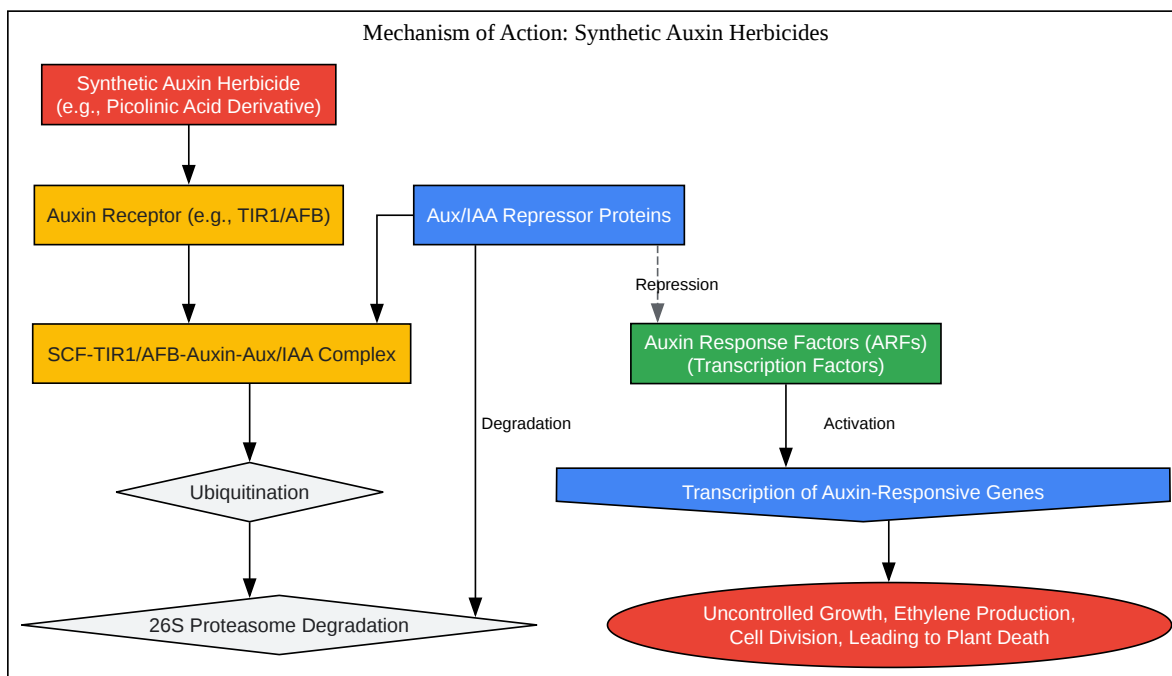 Mechanism of Action: Synthetic Auxin Herbicides
Synthetic Auxin Herbicide
(e.g., Picolinic Acid Derivative)
Auxin Receptor (e.g., TIR1/AFB)
Aux/IAA Repressor Proteins
Repression
SCF-TIR1/AFB-Auxin-Aux/IAA Complex
Auxin Response Factors (ARFs)
(Transcription Factors)
Degradation
Activation
Ubiquitination
Transcription of Auxin-Responsive Genes
26S Proteasome Degradation
Uncontrolled Growth, Ethylene Production,
Cell Division, Leading to Plant Death